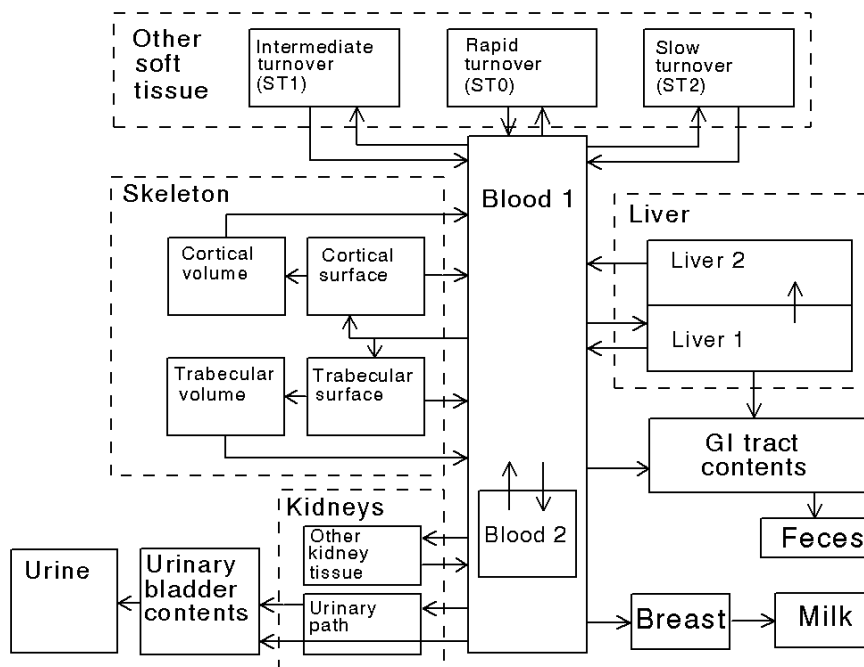 Other
soft
tissue
Intermediate
turnover
(ST1)
Rapid
turnover
(ST0)
Slow
turnover
(ST2)
Skeleton
Cortical
volume
Cortical
surface
Trabecular
volume
Trabecular
surface
Blood 1
Liver
Liver 2
Liver 1
GI tract
contents
Feces
Blood 2
Kidneys
Other
kidney
tissue
Urinary
path
Urinary
bladder
contents
Urine
Breast
Milk